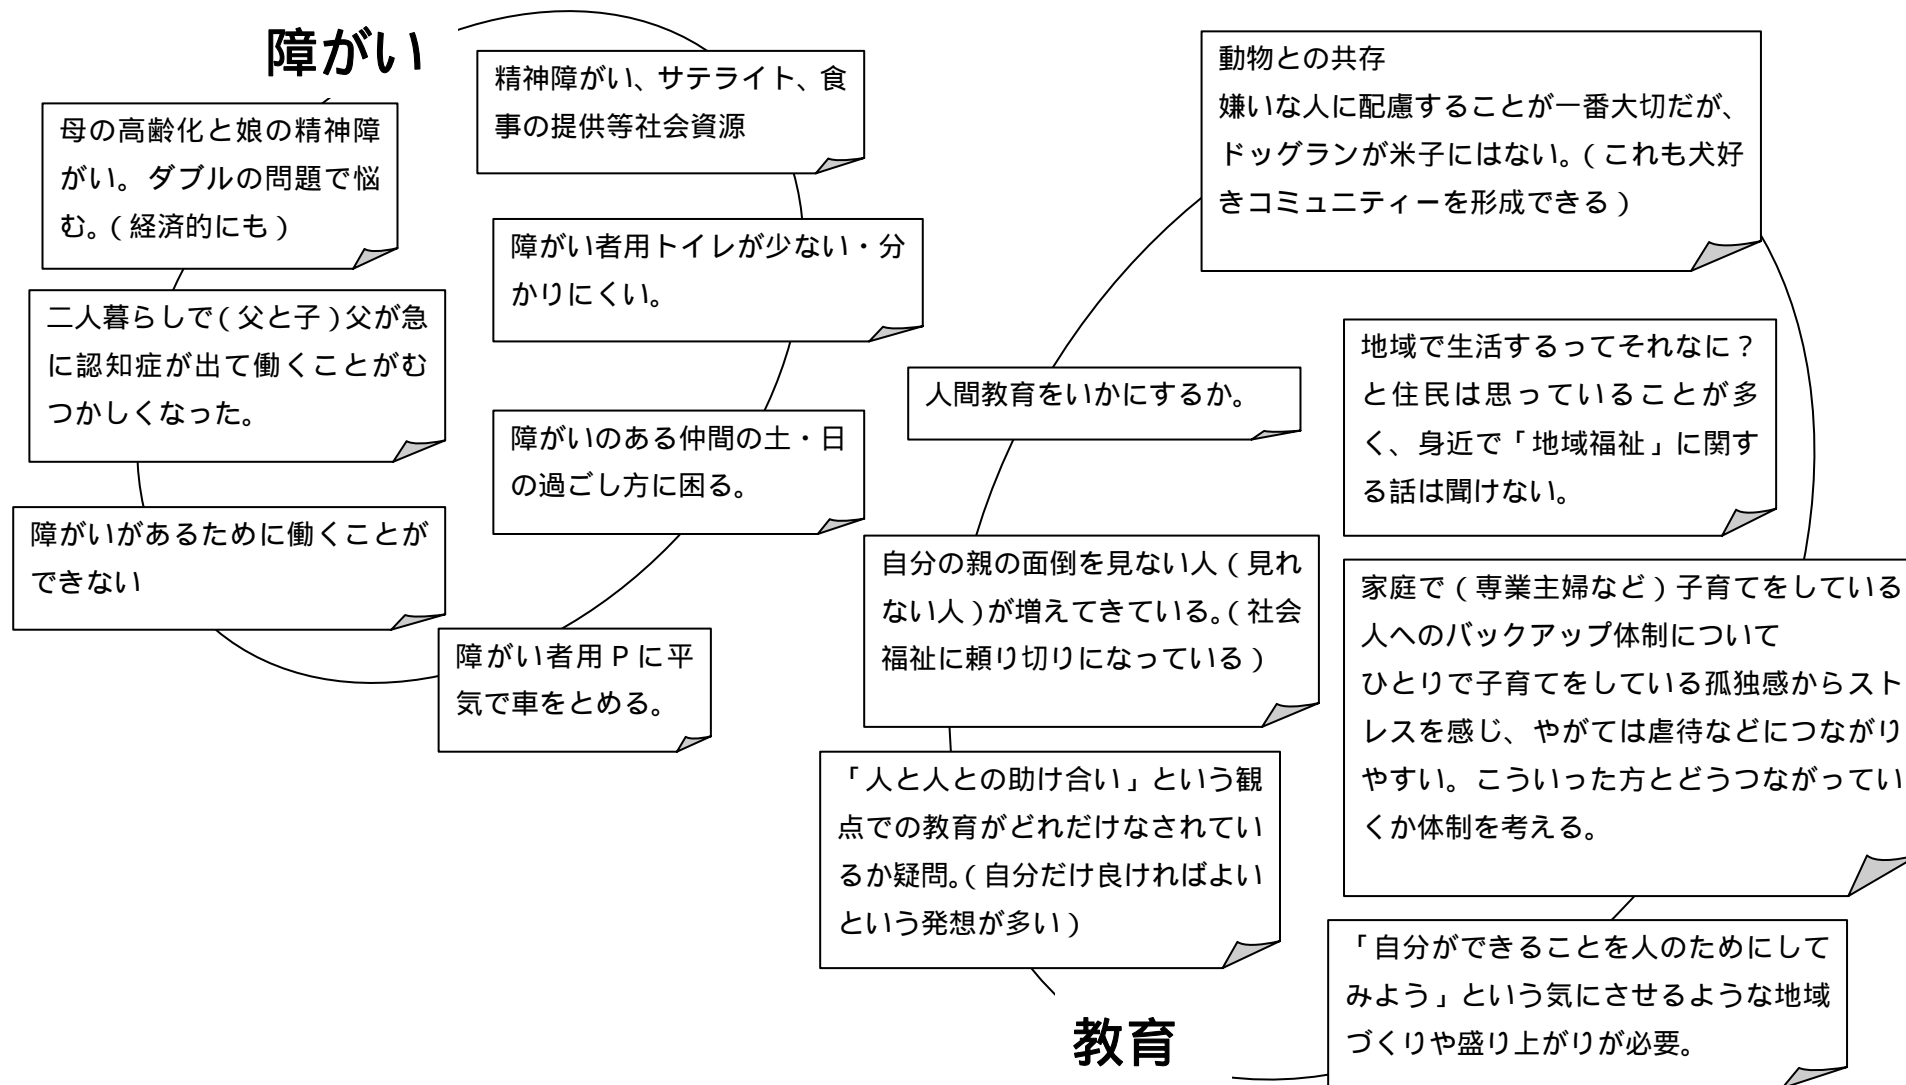 障がい
精神障がい、サテライト、食
事の提供等社会資源
母の高齢化と娘の精神障
がい。ダブルの問題で悩
む。(経済的にも)
障がい者用トイレが少ない・分
かりにくい。
二人暮らしで(父と子)父が急
に認知症が出て働くことがむ
つかしくなった。
障がいのある仲間の土・日
の過ごし方に困る。
障がいがあるために働くことが
できない
障がい者用Pに平
気で車をとめる。
動物との共存
嫌いな人に配慮することが一番大切だが、
ドッグランが米子にはない。(これも犬好
きコミュニティーを形成できる)
人間教育をいかにするか。
地域で生活するってそれなに?
と住民は思っていることが多
く、身近で「地域福祉」に関す
る話は聞けない。
自分の親の面倒を見ない人(見れ
ない人)が増えてきている。(社会
福祉に頼り切りになっている)
家庭で(専業主婦など)子育てをしている
人へのバックアップ体制について
ひとりで子育てをしている孤独感からスト
レスを感じ、やがては虐待などにつながり
やすい。こういった方とどうつながってい
くか体制を考える。
「人と人との助け合い」という観
点での教育がどれだけなされてい
るか疑問。(自分だけ良ければよい
という発想が多い)
「自分ができることを人のためにして
みよう」という気にさせるような地域
づくりや盛り上がりが必要。
教育